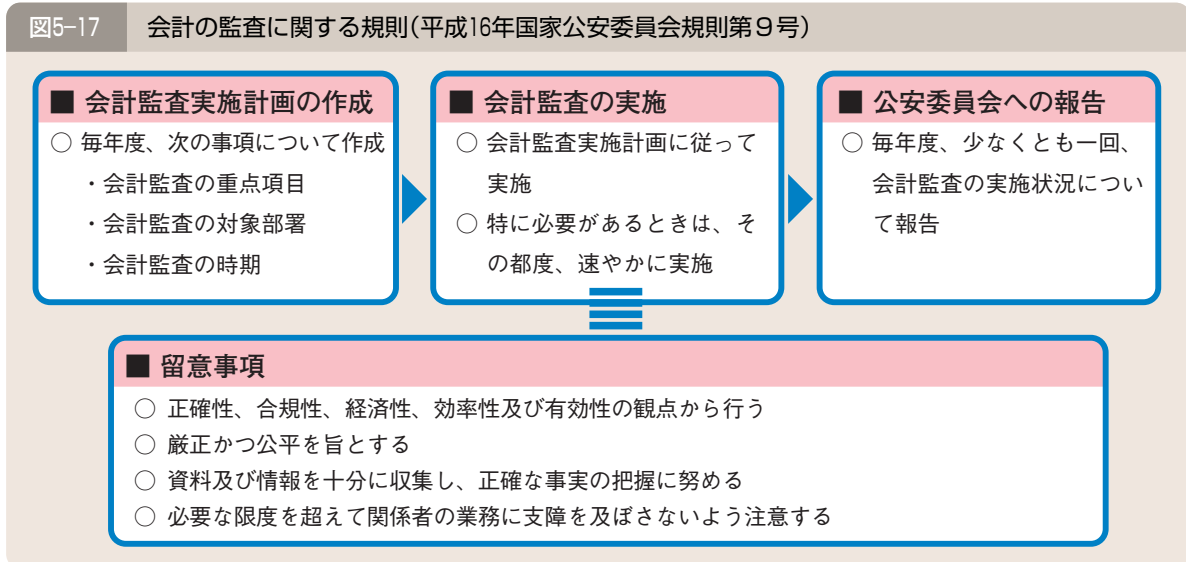 図5-17 会計の監査に関する規則(平成16年国家公安委員会規則第9号)
■ 会計監査実施計画の作成
○ 毎年度、次の事項について作成
・会計監査の重点項目
・会計監査の対象部署
・会計監査の時期
■ 会計監査の実施
○ 会計監査実施計画に従って
実施
○ 特に必要があるときは、そ
の都度、速やかに実施
■ 公安委員会への報告
○ 毎年度、少なくとも一回、
会計監査の実施状況につい
て報告
■ 留意事項
○ 正確性、合規性、経済性、効率性及び有効性の観点から行う
○ 厳正かつ公平を旨とする
○ 資料及び情報を十分に収集し、正確な事実の把握に努める
○ 必要な限度を超えて関係者の業務に支障を及ぼさないよう注意する